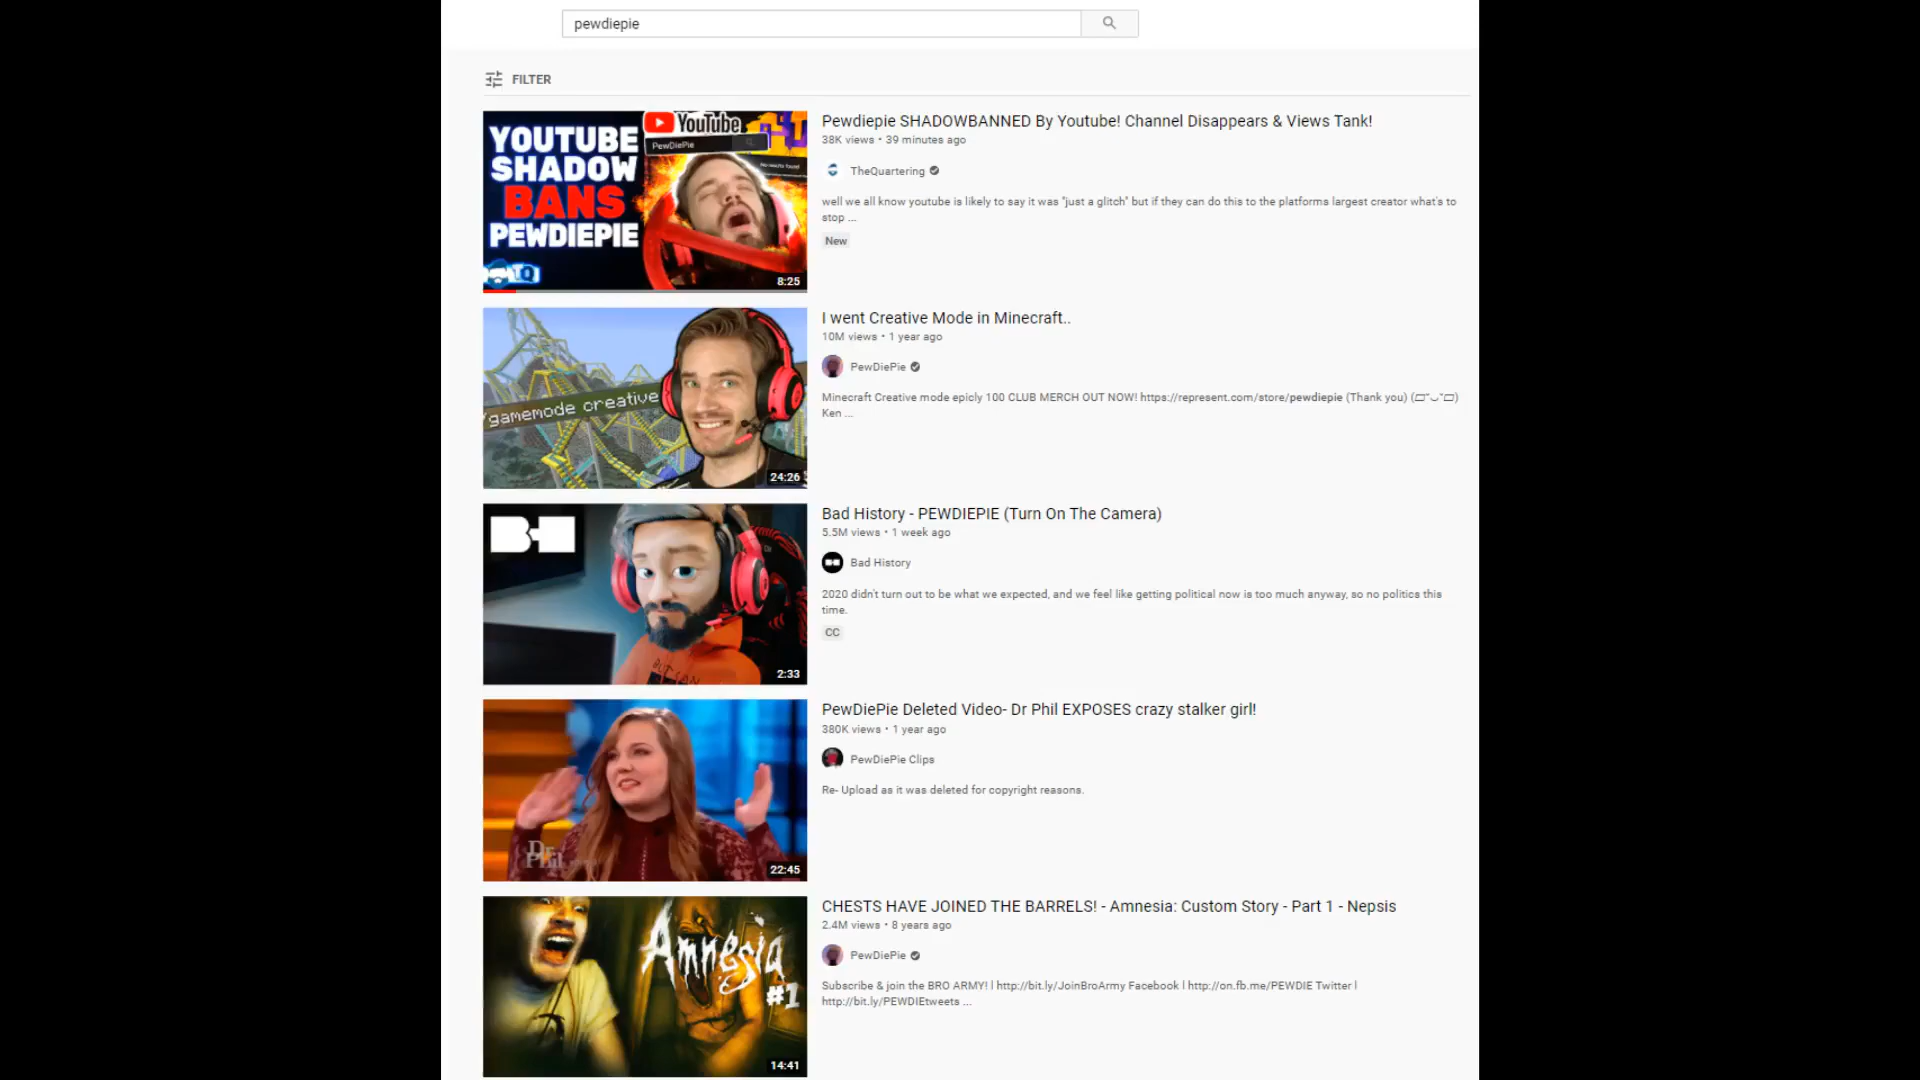 pewdiepie
FILTER
YOUTUBE
SHADOW
BANS
PEWDIEPIE
YouTube
PewDiePie
No results found
TQ
8:25
Pewdiepie SHADOWBANNED By Youtube! Channel Disappears & Views Tank!
38K views • 39 minutes ago
TheQuartering
well we all know youtube is likely to say it was "just a glitch" but if they can do this to the platforms largest creator what's to
stop ...
New
/gamemode creative
24:26
I went Creative Mode in Minecraft..
10M views • 1 year ago
PewDiePie
Minecraft Creative mode epicly 100 CLUB MERCH OUT NOW! https://represent.com/store/pewdiepie (Thank you)
Ken ...
BH
2:33
Bad History - PEWDIEPIE (Turn On The Camera)
5.5M views • 1 week ago
Bad History
2020 didn't turn out to be what we expected, and we feel like getting political now is too much anyway, so no politics this
time.
CC
Dr.
Phil
22:45
PewDiePie Deleted Video- Dr Phil EXPOSES crazy stalker girl!
380K views • 1 year ago
PewDiePie Clips
Re- Upload as it was deleted for copyright reasons.
Amnesia
#1
14:41
CHESTS HAVE JOINED THE BARRELS! - Amnesia: Custom Story - Part 1 - Nepsis
2.4M views • 8 years ago
PewDiePie
Subscribe & join the BRO ARMY! l http://bit.ly/JoinBroArmy Facebook l http://on.fb.me/PEWDIE Twitter l
http://bit.ly/PEWDIEtweets ...